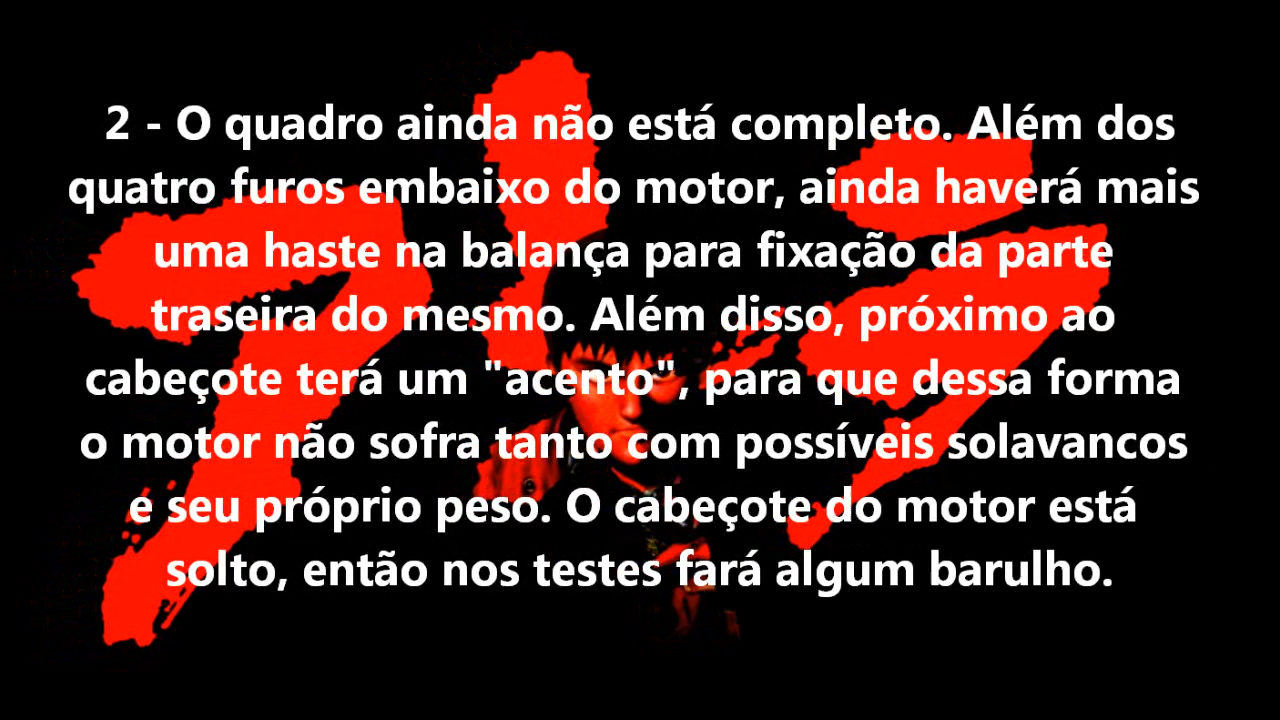 アキラ
2 - O quadro ainda não está completo. Além dos
quatro furos embaixo do motor, ainda haverá mais
uma haste na balança para fixação da parte
traseira do mesmo. Além disso, próximo ao
cabeçote terá um "acento", para que dessa forma
o motor não sofra tanto com possíveis solavancos
e seu próprio peso. O cabeçote do motor está
solto, então nos testes fará algum barulho.